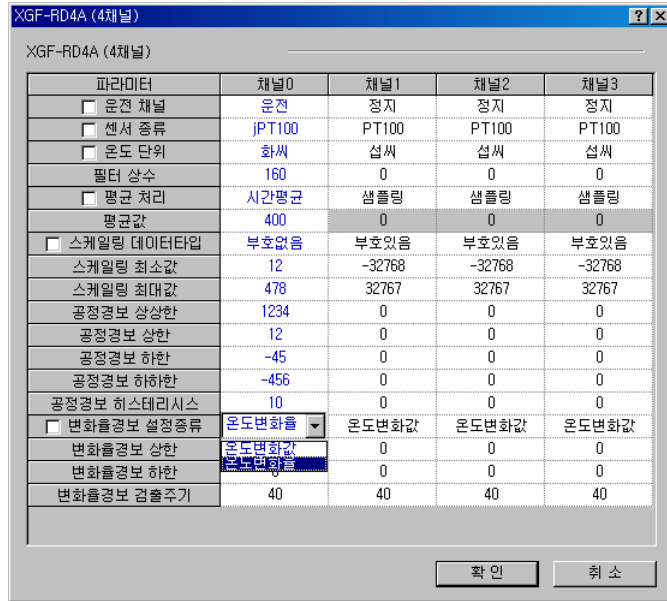 XGF-RD4A (4채널)
XGF-RD4A (4채널)
파라미터 채널0 채널1 채널2 채널3
운전 채널 운전 정지 정지 정지
센서 종류 jPT100 PT100 PT100 PT100
온도 단위 화씨 섭씨 섭씨 섭씨
필터 상수 160 0 0 0
평균 처리 시간평균 샘플링 샘플링 샘플링
평균값 400 0 0 0
스케일링 데이터타입 부호없음 부호있음 부호있음 부호있음
스케일링 최소값 12 -32768 -32768 -32768
스케일링 최대값 478 32767 32767 32767
공정경보 상상한 1234 0 0 0
공정경보 상한 12 0 0 0
공정경보 하한 -45 0 0 0
공정경보 하하한 -456 0 0 0
공정경보 히스테리시스 10 0 0 0
변화율경보 설정종류 온도변화율 온도변화값 온도변화값 온도변화값
변화율경보 상한 온도변화값 0 0 0
온도변화율
변화율경보 하한 0 0 0 0
변화율경보 검출주기 40 40 40 40
확 인 취 소